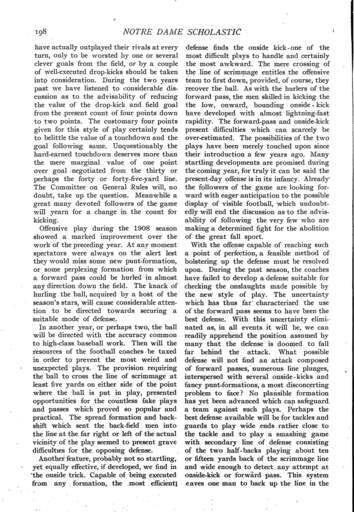 198 NOTRE DAME SCHOLASTIC
have actually outplayed their rivals at every
turn, only to be worsted by one or several
clever goals from the field, or by a couple
of well-executed drop-kicks should be taken
into consideration. During the two years
past we have listened to considerable dis-
cussion as to the advisability of reducing
the value of the drop-kick and field goal
from the present count of four points down
to two points. The customary four points
given for this style of play certainly tends
to belittle the value of a touchdown and the
goal following same. Unquestionably the
hard-earned touchdown deserves more than
the mere marginal value of one point
over goal negotiated from the thirty or
perhaps the forty or forty-five-yard line.
The Committee on General Rules will, no
doubt, take up the question. Meanwhile a
great many devoted followers of the game
will yearn for a change in the count for
kicking.
Offensive play during the 1908 season
showed a marked improvement over the
work of the preceding year. At any moment
spectators were always on the alert lest
they would miss some new punt-formation,
or some perplexing formation from which
a forward pass could be hurled in almost
any direction down the field. The knack of
hurling the ball, acquired by a host of the
season's stars, will cause considerable atten-
tion to be directed towards securing a
suitable mode of defense.
In another year, or perhaps two, the ball
will be directed with the accuracy common
to high-class baseball work. Then will the
resources of the football coaches be taxed
in order to prevent the most weird and
unexpected plays. The provision requiring
the ball to cross the line of scrimmage at
least five yards on either side of the point
where the ball is put in play, presented
opportunities for the countless fake plays
and passes which proved so popular and
practical. The spread formation and back-
shift which sent the back-field men into
the line at the far right or left of the actual
vicinity of the play seemed to present grave
difficulties for the opposing defense.
Another feature, probably not so startling,
yet equally effective, if developed, we find in
the onside trick. Capable of being executed
from any formation, the most efficient
defense finds the onside kick one of the
most difficult plays to handle and certainly
the most awkward. The mere crossing of
the line of scrimmage entitles the offensive
team to first down, provided, of course, they
recover the ball. As with the hurlers of the
forward pass, the men skilled in kicking the
the low, onward, bounding onside-kick
have developed with almost lightning-fast
rapidity. The forward-pass and onside-kick
present difficulties which can scarcely be
over-estimated. The possibilities of the two
plays have been merely touched upon since
their introduction a few years ago. Many
startling developments are promised during
the coming year, for truly it can be said the
present-day offense is in its infancy. Already
the followers of the game are looking for-
ward with eager anticipation to the possible
display of visible football, which undoubt-
edly will end the discussion as to the advis-
ability of following the very few who are
making a determined fight for the abolition
of the great fall sport.
With the offense capable of reaching such
a point of perfection, a feasible method of
bolstering up the defense must be resolved
upon. During the past season, the coaches
have failed to develop a defense suitable for
checking the onslaughts made possible by
the new style of play. The uncertainty
which has thus far characterized the use
of the forward pass seems to have been the
best defense. With this uncertainty elimi-
nated as, in all events it will be, we can
readily apprehend the position assumed by
many that the defense is doomed to fall
far behind the attack. What possible
defense will not find an attack composed
of forward passes, numerous line plunges,
interspersed with several onside-kicks and
fancy punt-formations, a most disconcerting
problem to face? No plausible formation
has yet been advanced which can safeguard
a team against such plays. Perhaps the
best defense available will be for tackles and
guards to play wide ends rather close to
the tackle and to play a smashing game
with secondary line of defense consisting
of the two half-backs playing about ten
or fifteen yards back of the scrimmage line
and wide enough to detect any attempt at
onside-kick or forward pass. This system
eaves one man to back up the line in the